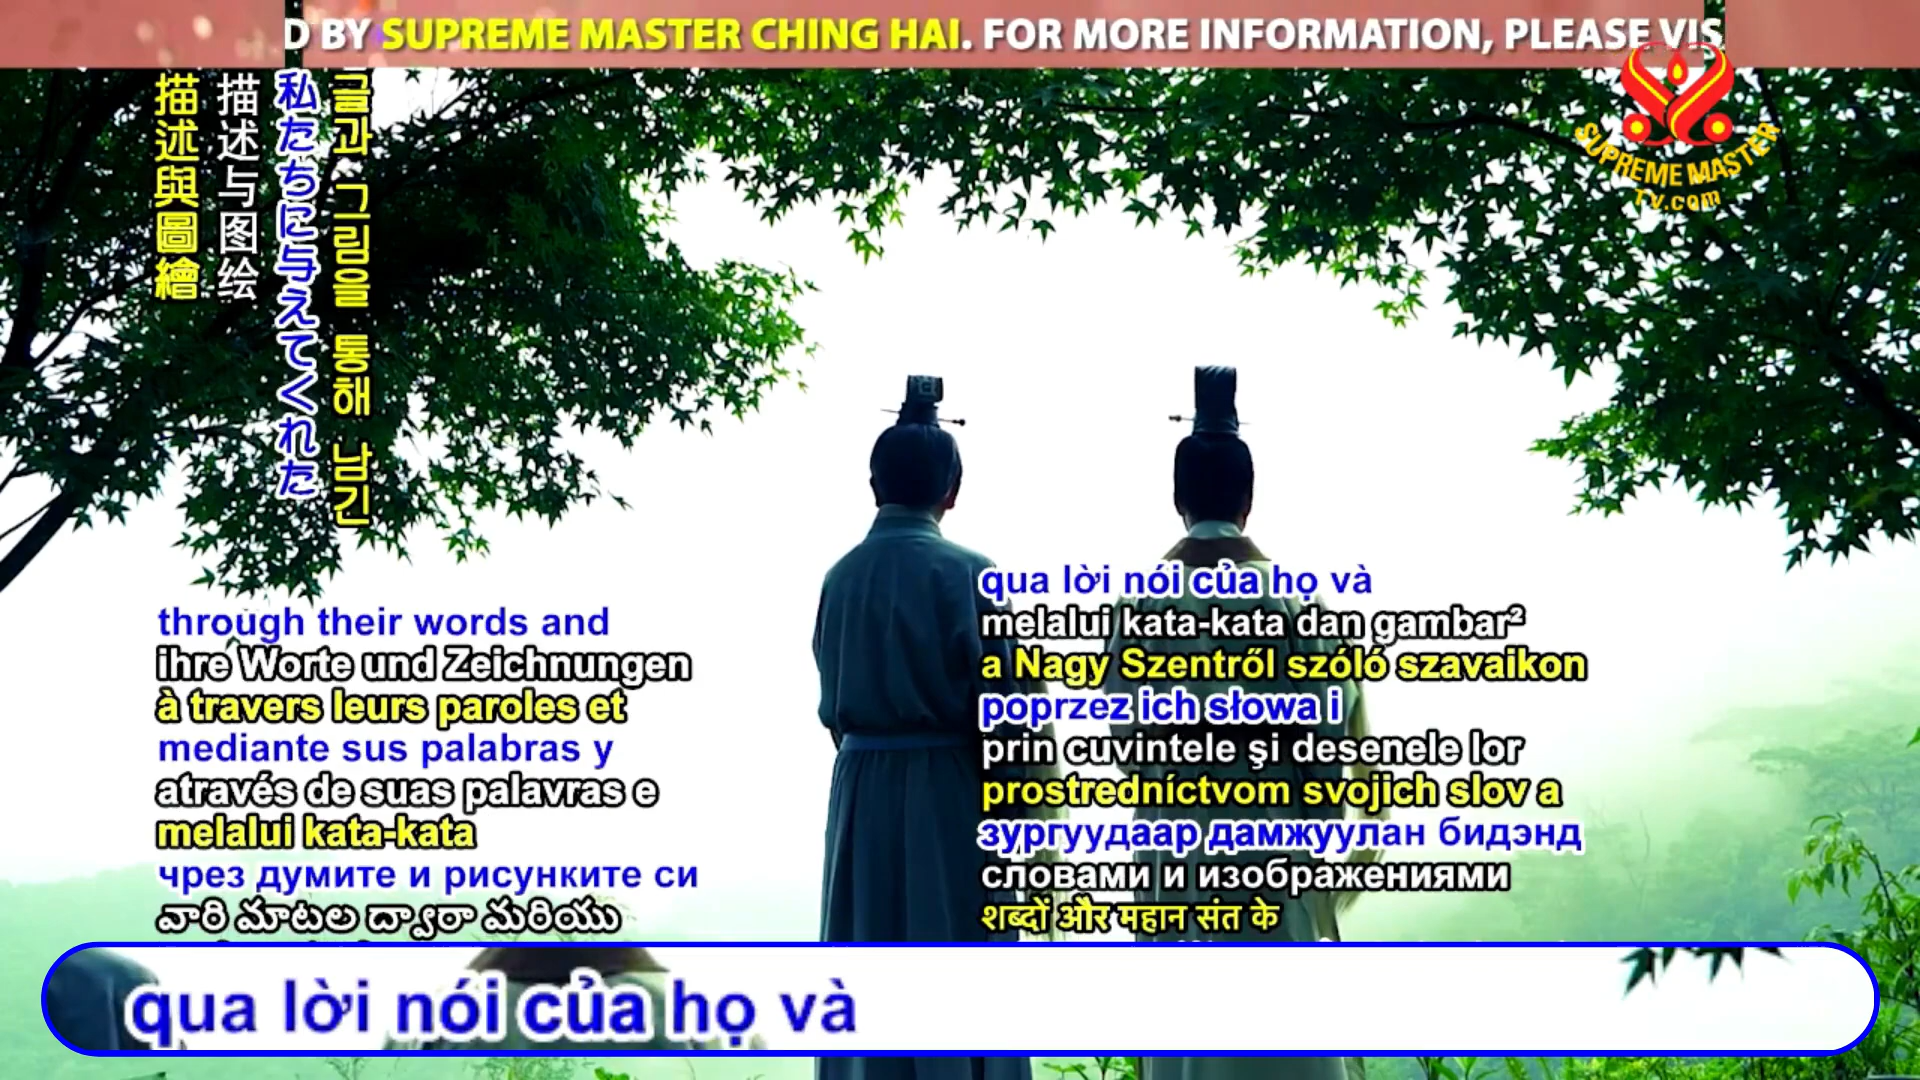 D BY SUPREME MASTER CHING HAI. FOR MORE INFORMATION, PLEASE VIS
SUPREME MASTER
TV.com
描述與圖繪
描述与图绘
私たちに与えてくれた
글과 그림을 통해 남긴
through their words and
ihre Worte und Zeichnungen
à travers leurs paroles et
mediante sus palabras y
através de suas palavras e
melalui kata-kata
чрез думите и рисунките си
వారి మాటల ద్వారా మరియు
qua lời nói của họ và
melalui kata-kata dan gambar²
a Nagy Szentről szóló szavaikon
poprzez ich słowa i
prin cuvintele şi desenele lor
prostredníctvom svojich slov a
зургуудаар дамжуулан бидэнд
словами и изображениями
शब्दों और महान संत के
qua lời nói của họ và